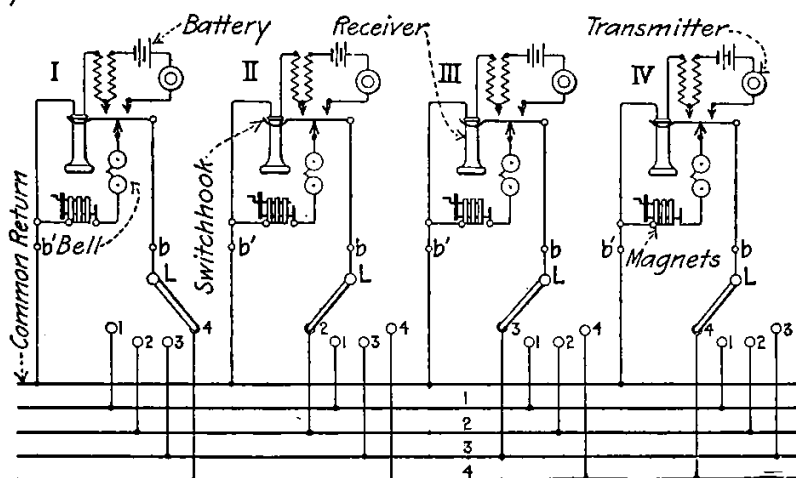 Battery
Receiver
Transmitter
I
II
III
IV
Common Return
Switchhook
b' Bell
b
b'
b
b'
b
b'
Magnets
b
L
L
L
L
1 2 3 4
2 1 3 4
3 1 2 4
4 1 2 3
1
2
3
4